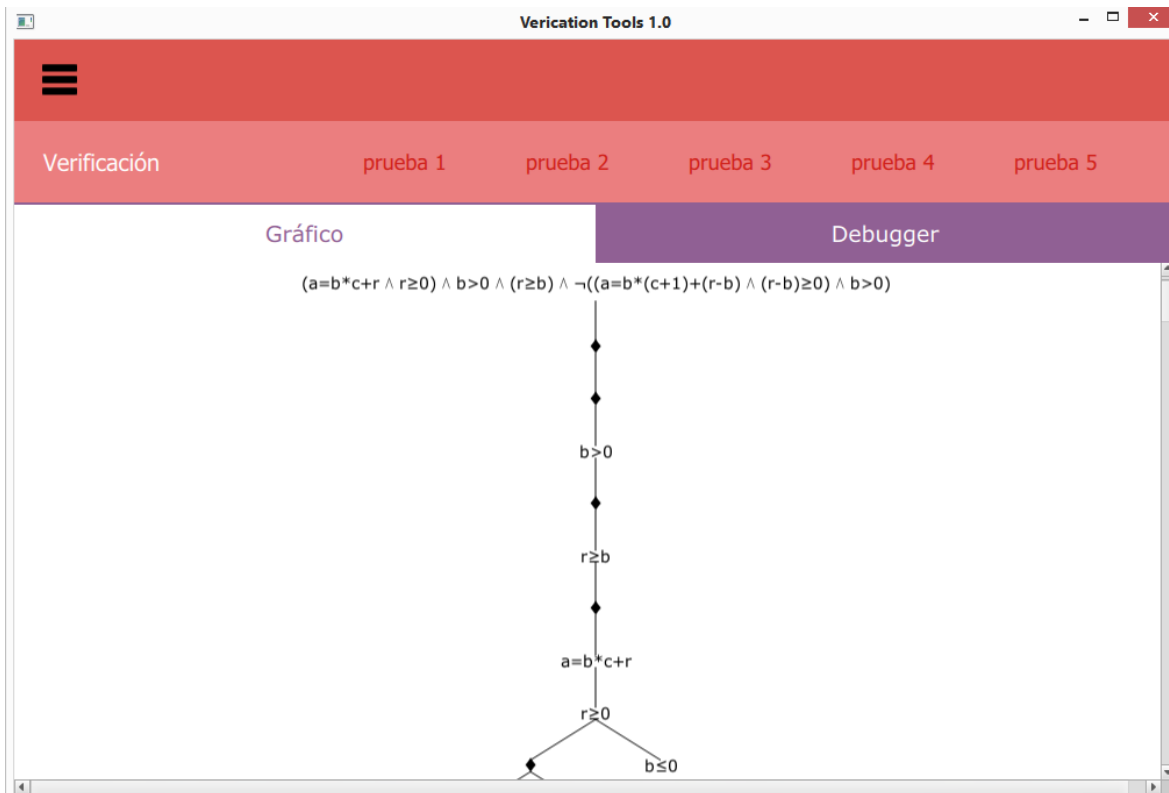 Verication Tools 1.0
Verificación prueba 1 prueba 2 prueba 3 prueba 4 prueba 5
Gráfico Debugger
(a=b*c+r ∧ r≥0) ∧ b>0 ∧ (r≥b) ∧ ¬((a=b*(c+1)+(r-b) ∧ (r-b)≥0) ∧ b>0)
b>0
r≥b
a=b*c+r
r≥0
b≤0